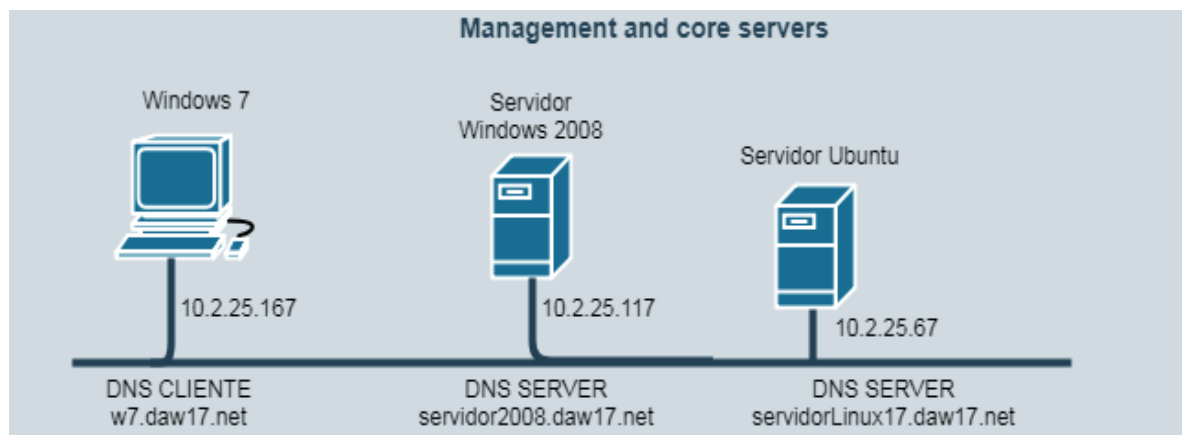 Management and core servers
Windows 7
Servidor
Windows 2008
Servidor Ubuntu
10.2.25.167
10.2.25.117
10.2.25.67
DNS CLIENTE
w7.daw17.net
DNS SERVER
servidor2008.daw17.net
DNS SERVER
servidorLinux17.daw17.net